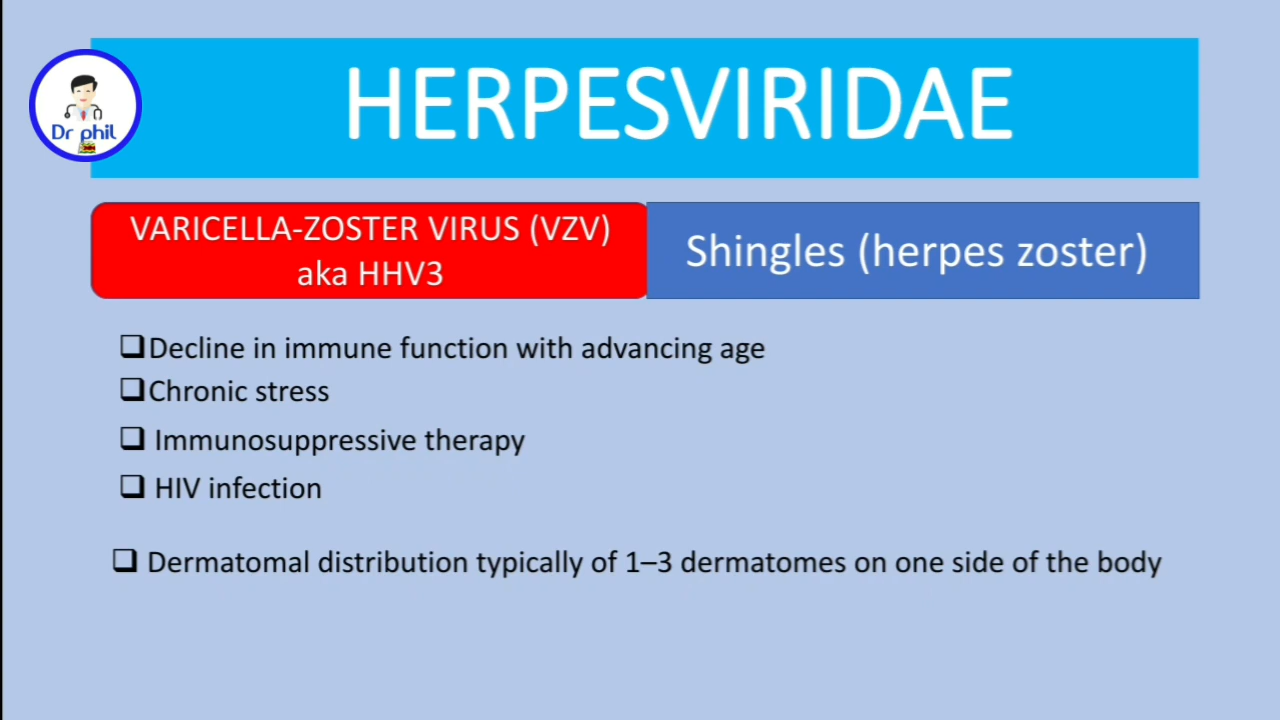 HERPESVIRIDAE
Dr phil
VARICELLA-ZOSTER VIRUS (VZV)
aka HHV3
Shingles (herpes zoster)
Decline in immune function with advancing age
Chronic stress
Immunosuppressive therapy
HIV infection
Dermatomal distribution typically of 1–3 dermatomes on one side of the body